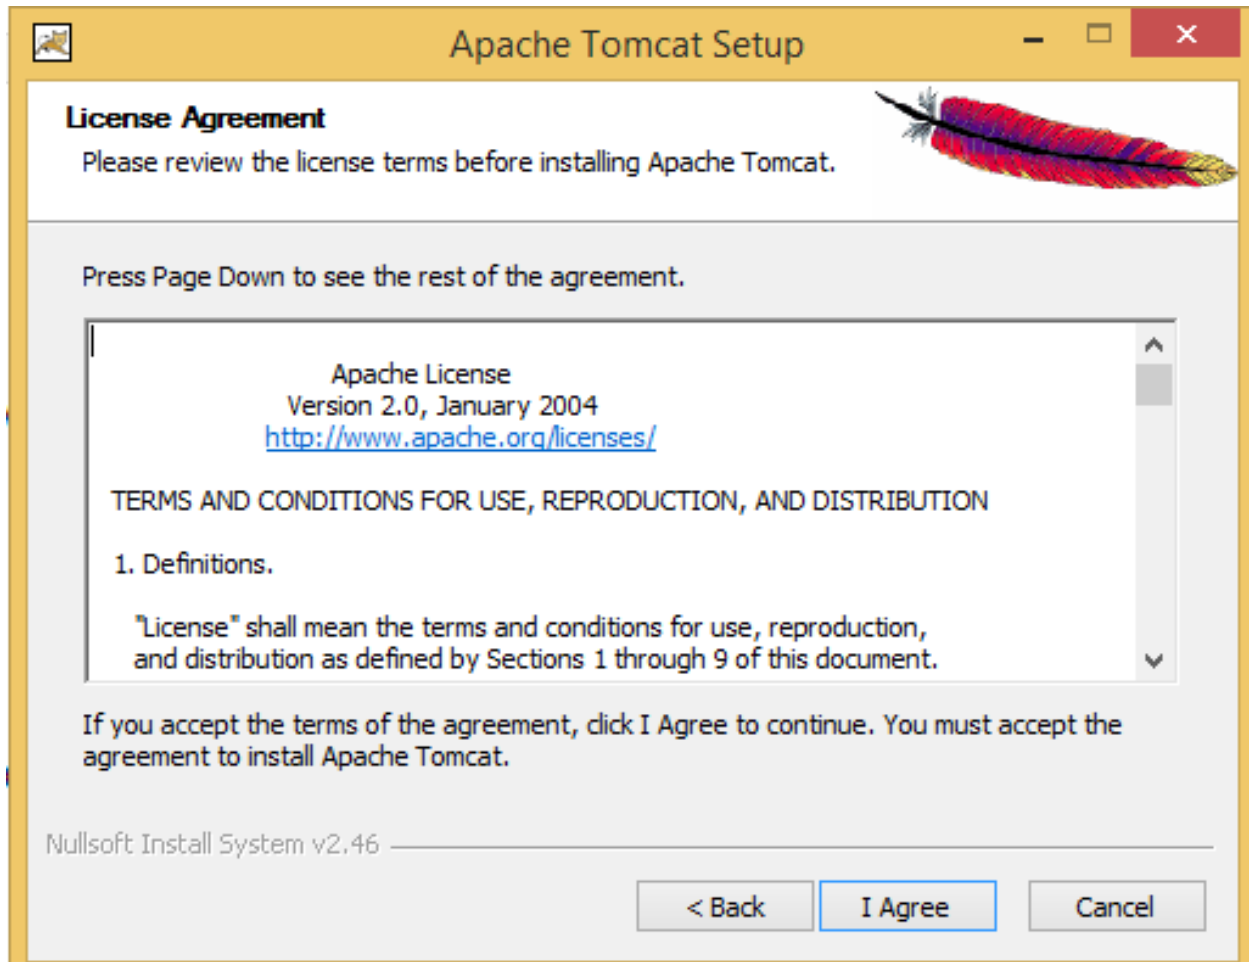 Apache Tomcat Setup
License Agreement
Please review the license terms before installing Apache Tomcat.
Press Page Down to see the rest of the agreement.
Apache License
Version 2.0, January 2004
http://www.apache.org/licenses/
TERMS AND CONDITIONS FOR USE, REPRODUCTION, AND DISTRIBUTION
1. Definitions.
"License" shall mean the terms and conditions for use, reproduction,
and distribution as defined by Sections 1 through 9 of this document.
If you accept the terms of the agreement, click I Agree to continue. You must accept the
agreement to install Apache Tomcat.
Nullsoft Install System v2.46
< Back I Agree Cancel